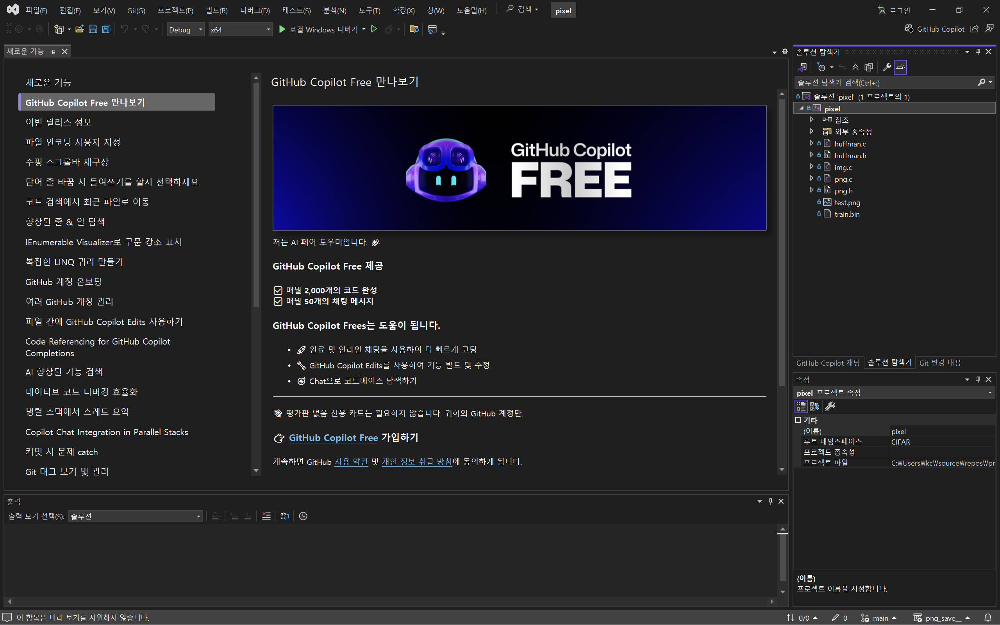 파일(F) 편집(E) 보기(V) Git(G) 프로젝트(P) 빌드(B) 디버그(D) 테스트(S) 분석(N) 도구(T) 확장(X) 창(W) 도움말(H) 검색 pixel 로그인
Debug x64 로컬 Windows 디버거 GitHub Copilot
새로운 기능
새로운 기능
GitHub Copilot Free 만나보기
이번 릴리스 정보
파일 인코딩 사용자 지정
수평 스크롤바 재구상
단어 줄 바꿈 시 들여쓰기를 할지 선택하세요
코드 검색에서 최근 파일로 이동
향상된 줄 & 열 탐색
IEnumerable Visualizer로 구문 강조 표시
복잡한 LINQ 쿼리 만들기
GitHub 계정 온보딩
여러 GitHub 계정 관리
파일 간에 GitHub Copilot Edits 사용하기
Code Referencing for GitHub Copilot
Completions
AI 향상된 기능 검색
네이티브 코드 디버깅 효율화
병렬 스택에서 스레드 요약
Copilot Chat Integration in Parallel Stacks
커밋 시 문제 catch
Git 태그 보기 및 관리
GitHub Copilot Free 만나보기
GitHub Copilot
FREE
저는 AI 페어 도우미입니다.
GitHub Copilot Free 제공
매월 2,000개의 코드 완성
매월 50개의 채팅 메시지
GitHub Copilot Frees는 도움이 됩니다.
• 완료 및 인라인 채팅을 사용하여 더 빠르게 코딩
• GitHub Copilot Edits를 사용하여 기능 빌드 및 수정
• Chat으로 코드베이스 탐색하기
평가판 없음 신용 카드는 필요하지 않습니다. 귀하의 GitHub 계정만.
GitHub Copilot Free 가입하기
계속하면 GitHub 사용 약관 및 개인 정보 취급 방침에 동의하게 됩니다.
출력
출력 보기 선택(S): 솔루션
솔루션 탐색기
솔루션 탐색기 검색(Ctrl+;)
솔루션 'pixel' (1 프로젝트의 1)
pixel
참조
외부 종속성
huffman.c
huffman.h
img.c
png.c
png.h
test.png
train.bin
GitHub Copilot 채팅 솔루션 탐색기 Git 변경 내용
속성
pixel 프로젝트 속성
기타
(이름) pixel
루트 네임스페이스 CIFAR
프로젝트 종속성
프로젝트 파일 C:₩Users₩kc₩source₩repos₩pr
(이름)
프로젝트 이름을 지정합니다.
이 항목은 미리 보기를 지원하지 않습니다. 0/0 0 main png_save__